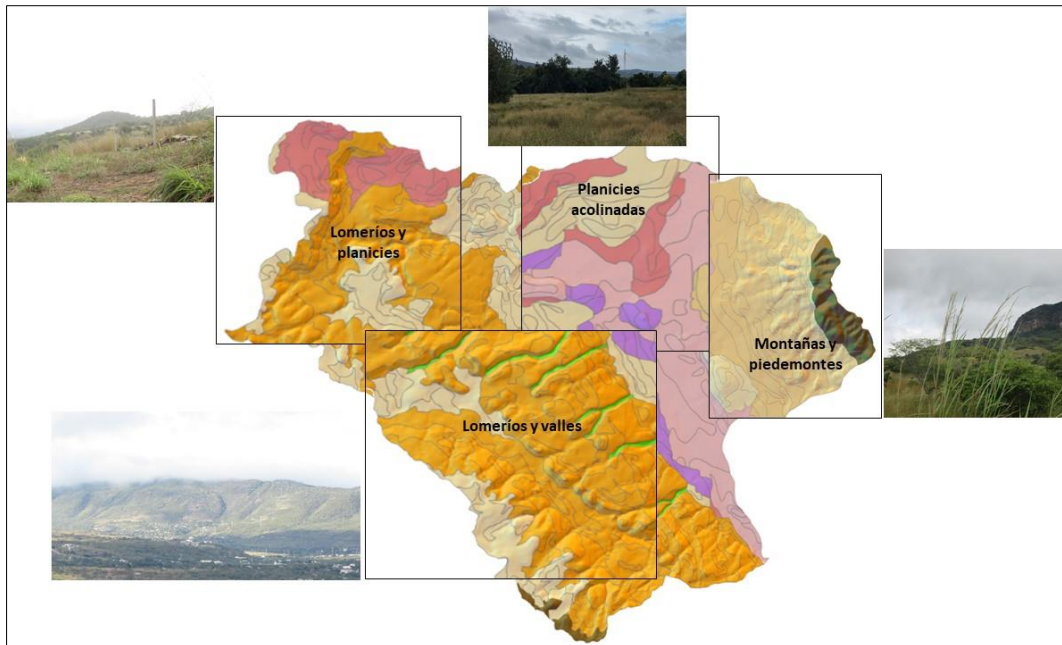 Planicies
acolinadas
Lomeríos y
planicies
Montañas y
piedemontes
Lomeríos y valles